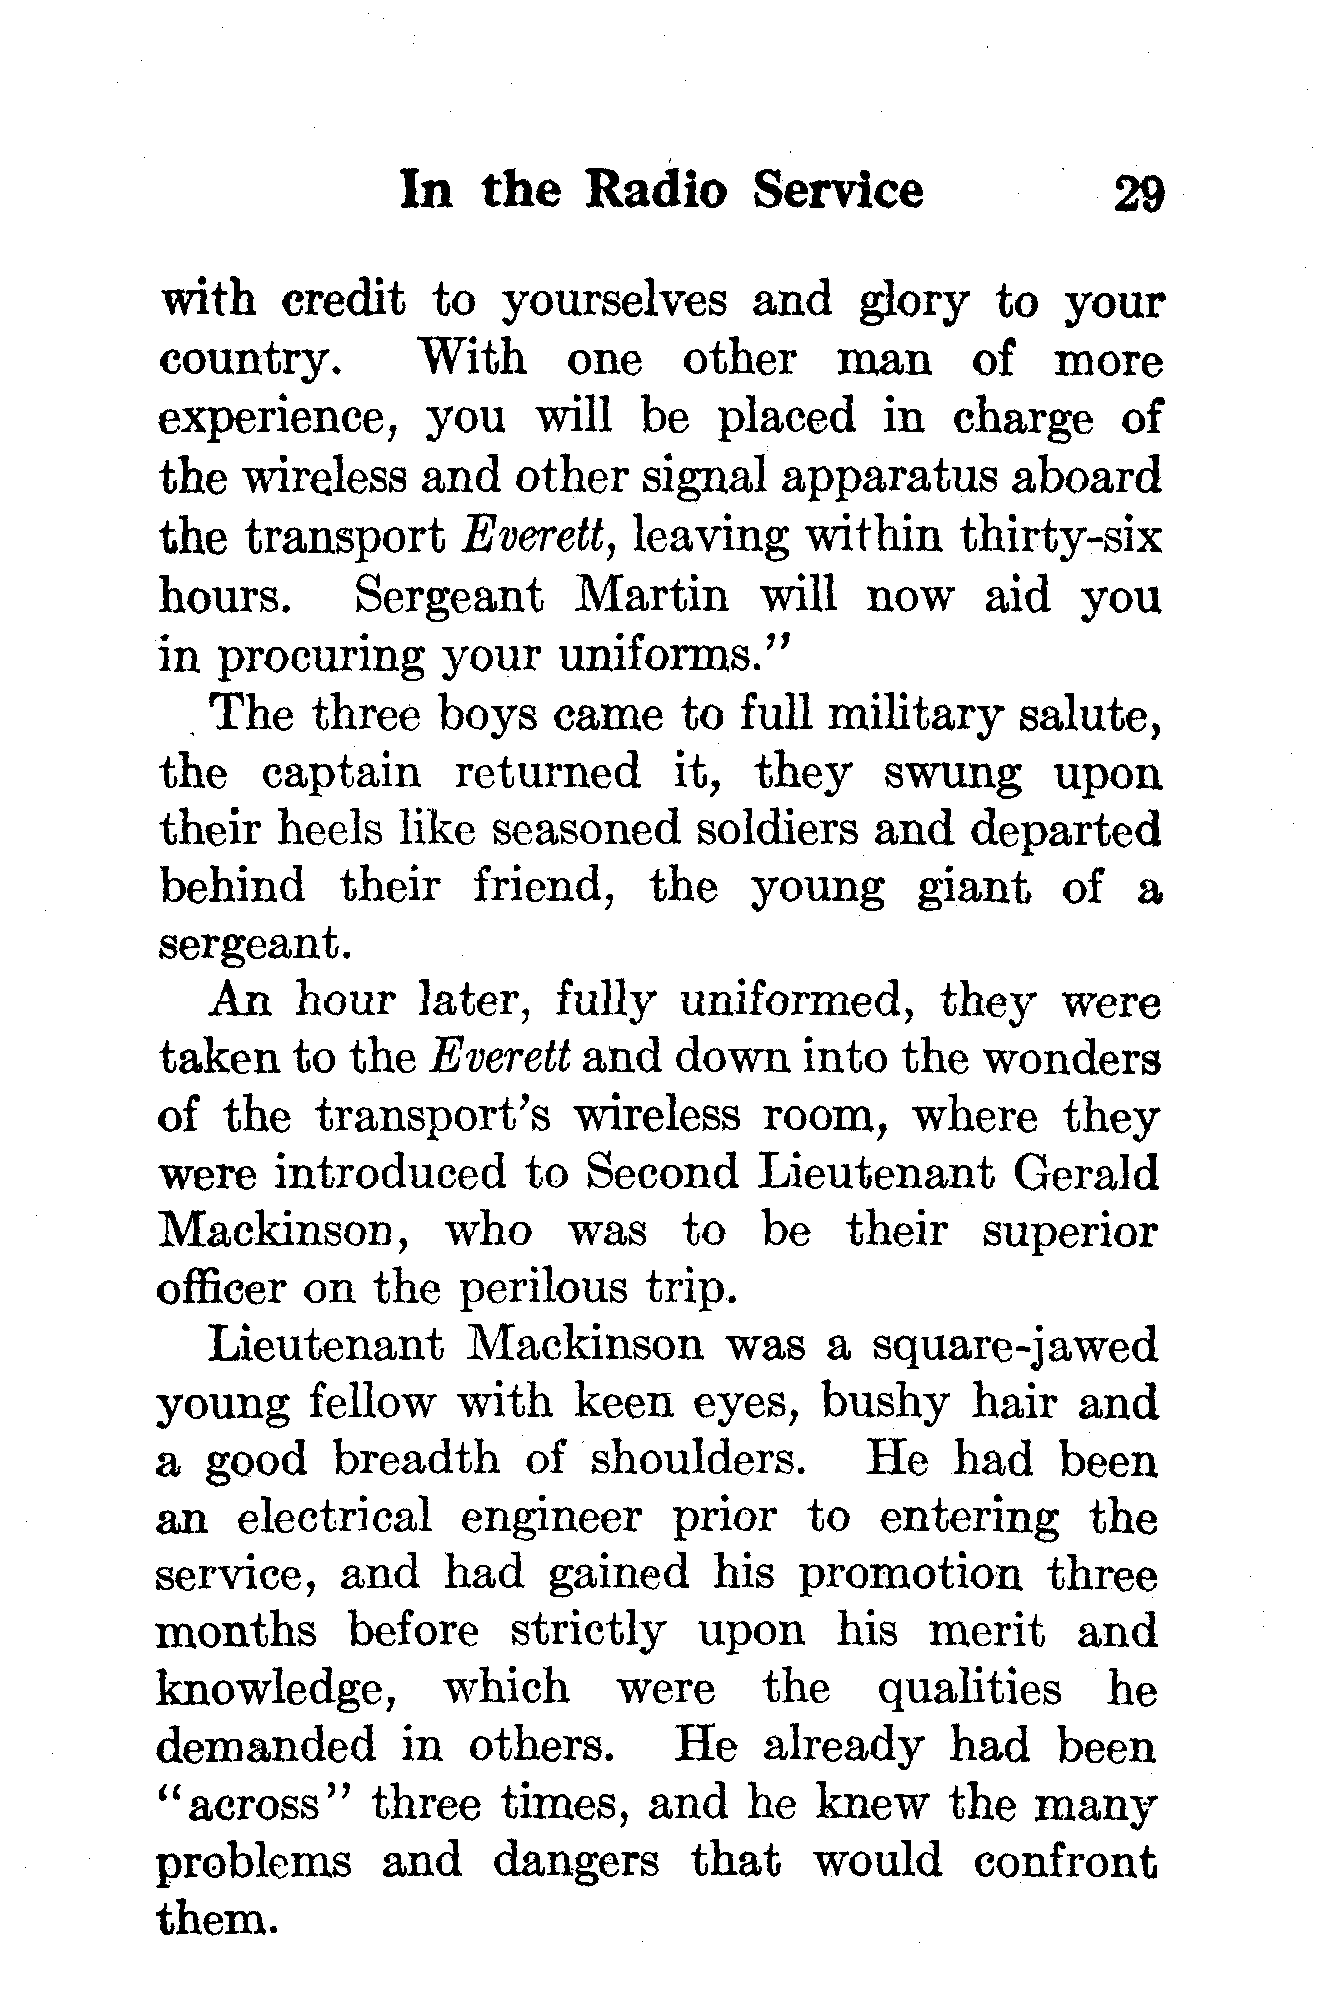 In the Radio Service 29
with credit to yourselves and glory to your
country. With one other man of more
experience, you will be placed in charge of
the wireless and other signal apparatus aboard
the transport Everett, leaving within thirty-six
hours. Sergeant Martin will now aid you
in procuring your uniforms."
The three boys came to full military salute,
the captain returned it, they swung upon
their heels like seasoned soldiers and departed
behind their friend, the young giant of a
sergeant.
An hour later, fully uniformed, they were
taken to the Everett and down into the wonders
of the transport's wireless room, where they
were introduced to Second Lieutenant Gerald
Mackinson, who was to be their superior
officer on the perilous trip.
Lieutenant Mackinson was a square-jawed
young fellow with keen eyes, bushy hair and
a good breadth of shoulders. He had been
an electrical engineer prior to entering the
service, and had gained his promotion three
months before strictly upon his merit and
knowledge, which were the qualities he
demanded in others. He already had been
"across" three times, and he knew the many
problems and dangers that would confront
them.